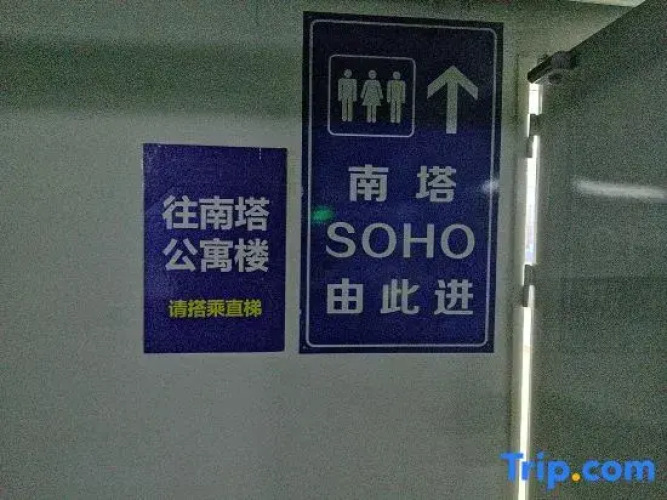 往南塔
公寓楼
请搭乘直梯
南塔
SOHO
由此进
Trip.com